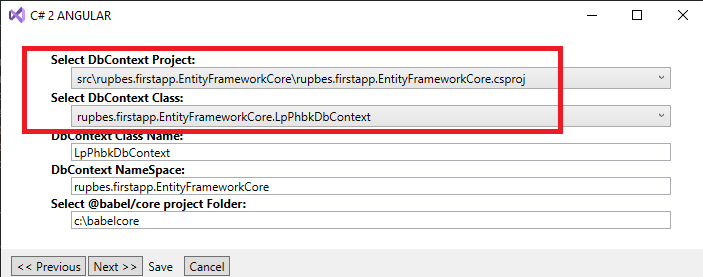 C# 2 ANGULAR
Select DbContext Project:
src\rupbes.firstapp.EntityFrameworkCore\rupbes.firstapp.EntityFrameworkCore.csproj
Select DbContext Class:
rupbes.firstapp.EntityFrameworkCore.LpPhbkDbContext
DbContext Class Name:
LpPhbkDbContext
DbContext NameSpace:
rupbes.firstapp.EntityFrameworkCore
Select @babel/core project Folder:
c:\babelcore
<< Previous Next >> Save Cancel